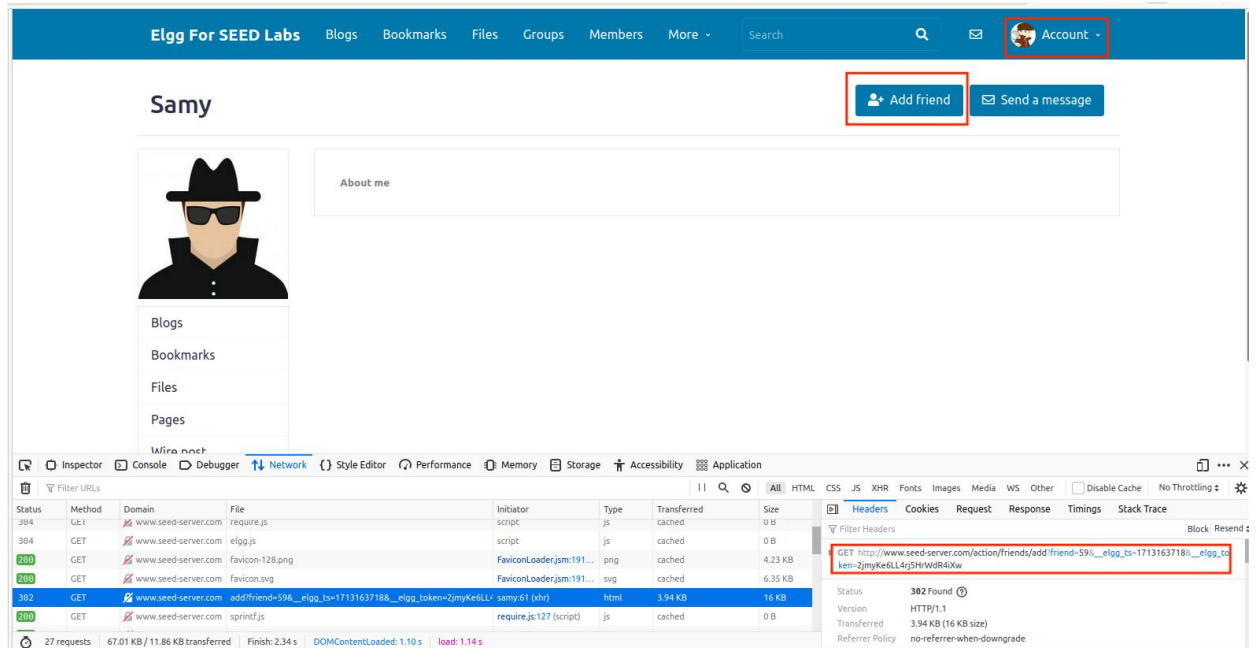 Elgg For SEED Labs Blogs Bookmarks Files Groups Members More Search Account
Samy
Add friend Send a message
About me
Blogs
Bookmarks
Files
Pages
Wire post
Inspector Console Debugger Network Style Editor Performance Memory Storage Accessibility Application
Filter URLs All HTML CSS JS XHR Fonts Images Media WS Other Disable Cache No Throttling
Status Method Domain File Initiator Type Transferred Size
304 GET www.seed-server.com require.js script js cached 0 B
304 GET www.seed-server.com elgg.js script js cached 0 B
200 GET www.seed-server.com favicon-128.png FaviconLoader.jsm:191... png cached 4.23 KB
200 GET www.seed-server.com favicon.svg FaviconLoader.jsm:191... svg cached 6.35 KB
302 GET www.seed-server.com add?friend=59&__elgg_ts=1713163718&__elgg_token=2jmyKe6LL4 samy:61 (xhr) html 3.94 KB 16 KB
200 GET www.seed-server.com sprintf.js require.js:127 (script) js cached 0 B
27 requests 67.01 KB / 11.86 KB transferred Finish: 2.34 s DOMContentLoaded: 1.10 s load: 1.14 s
Headers Cookies Request Response Timings Stack Trace
Filter Headers Block Resend
GET http://www.seed-server.com/action/friends/add?friend=59&__elgg_ts=1713163718&__elgg_to
ken=2jmyKe6LL4rj5HrWdR4iXw
Status 302 Found
Version HTTP/1.1
Transferred 3.94 KB (16 KB size)
Referrer Policy no-referrer-when-downgrade